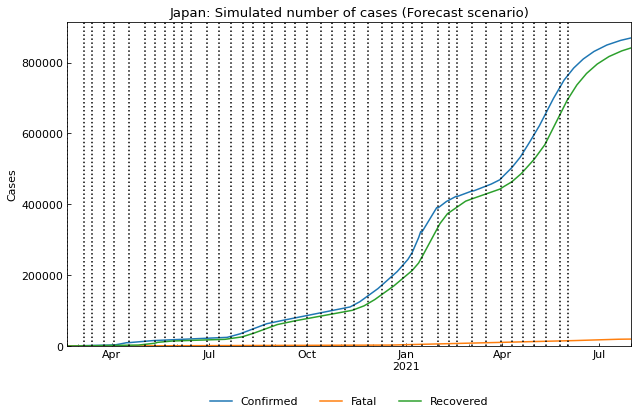 Japan: Simulated number of cases (Forecast scenario)
800000
600000
400000
200000
0
Cases
Apr Jul Oct Jan Apr Jul
2021
Confirmed Fatal Recovered